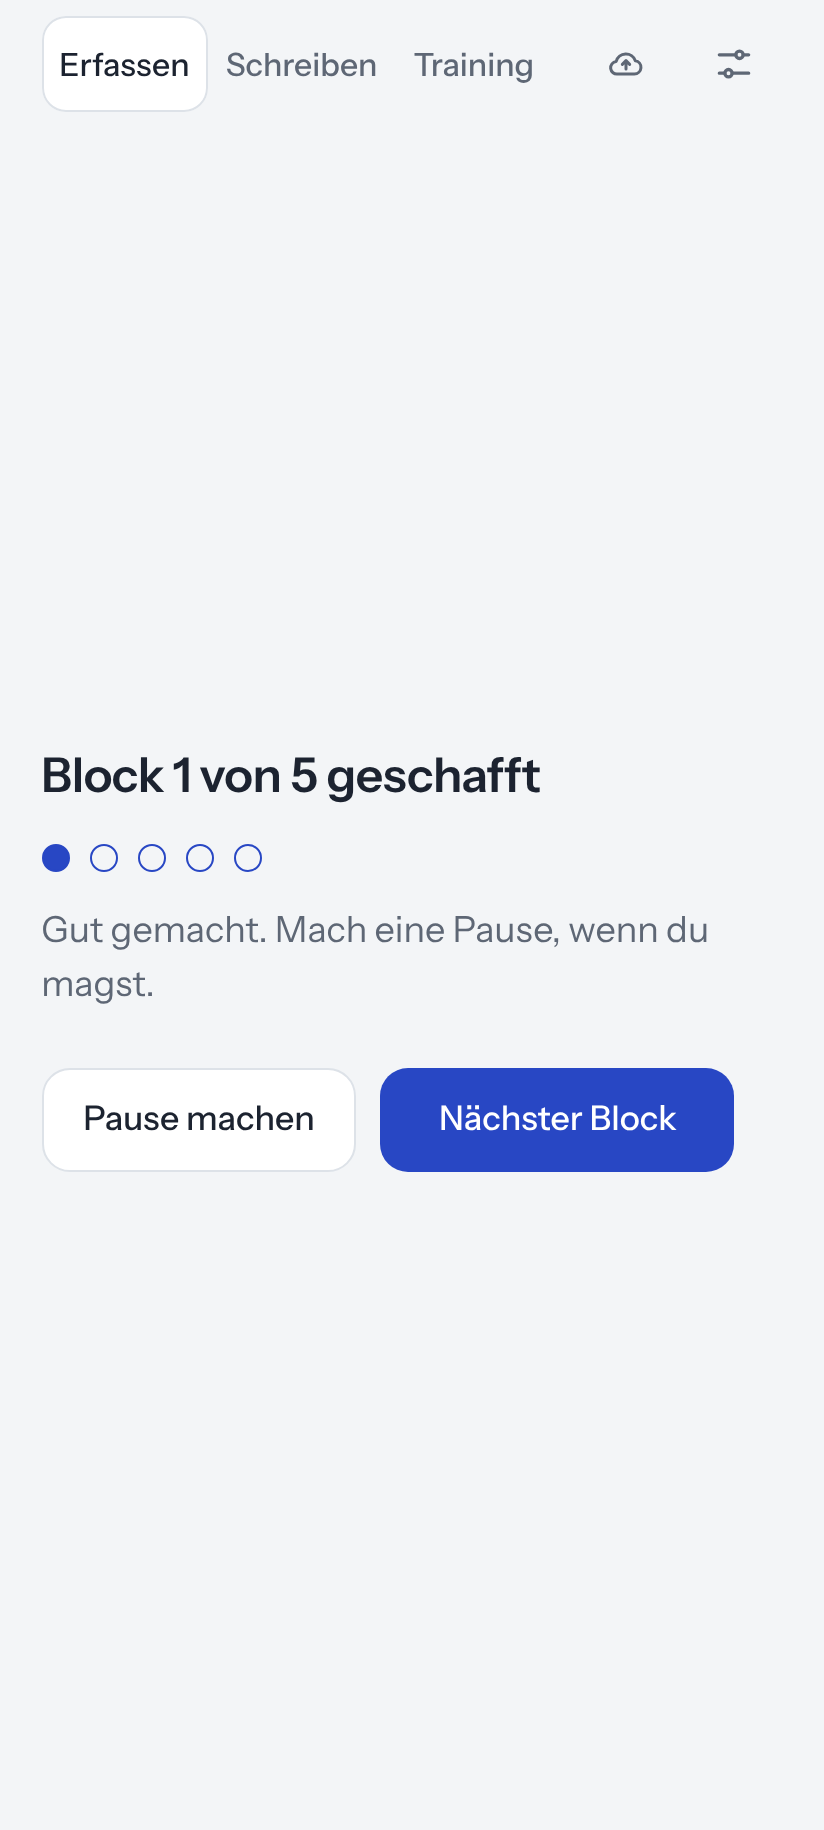 Erfassen Schreiben Training
Block 1 von 5 geschafft
Gut gemacht. Mach eine Pause, wenn du
magst.
Pause machen Nächster Block